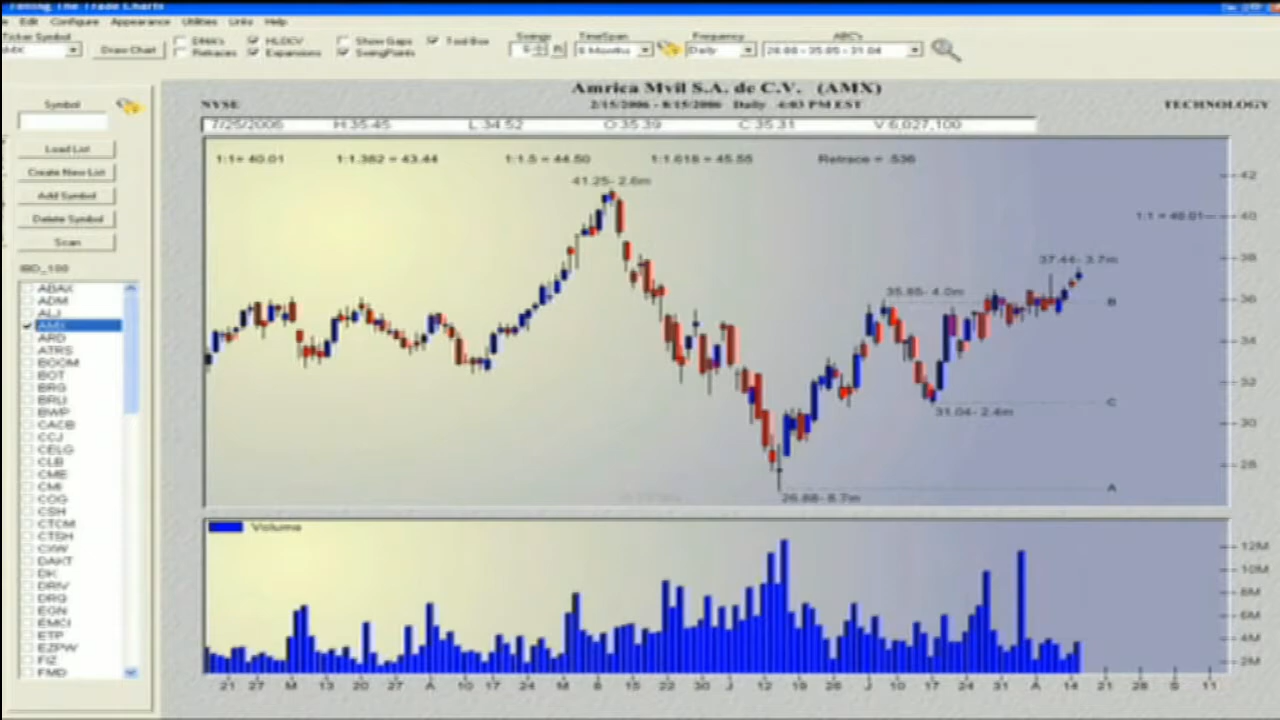 Trade Charts
Edit Configure Appearance Utilities Links Help
Ticker Symbol
AMX
Draw Chart
HLOCV
Retraces
Expansions
Show Gaps
SwingPoints
Tool Box
Swings
TimeSpan
6 Months
Frequency
Daily
ABC's
26.88 - 35.85 - 31.04
Symbol
Load List
Create New List
Add Symbol
Delete Symbol
Scan
IBD_100
ABAX
ADM
ALJ
AMX
ARD
ATRS
BOOM
BOT
BRG
BRLI
BWP
CACB
CCJ
CELG
CLB
CME
CMI
COG
CSH
CTCM
CTSH
CXW
DAKT
DK
DRIV
DRQ
EGN
EMCI
ETP
EZPW
FIZ
FMD
Amrica Mvil S.A. de C.V. (AMX)
NYSE
2/15/2006 - 8/15/2006 Daily 4:03 PM EST
TECHNOLOGY
7/25/2006 H:35.45 L:34.52 O:35.39 C:35.31 V:6,027,100
1:1= 40.01 1:1.382 = 43.44 1:1.5 = 44.50 1:1.618 = 45.55 Retrace = .536
41.25- 2.6m
1:1 = 40.01
37.44- 3.7m
35.85- 4.0m
B
31.04- 2.4m
C
26.88- 8.7m
A
42
40
38
36
34
32
30
28
Volume
12M
10M
8M
6M
4M
2M
21 27 M 13 20 27 A 10 17 24 M 8 15 22 30 J 12 19 26 J 10 17 24 31 A 14 21 28 S 11